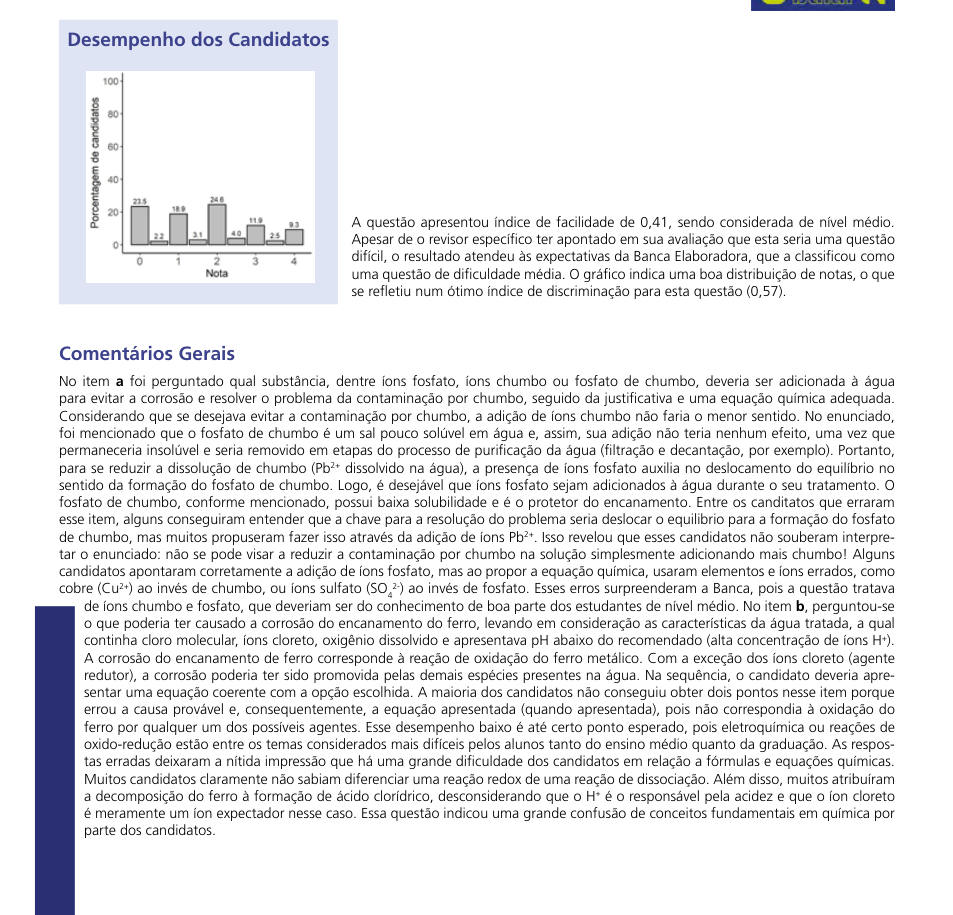 Desempenho dos Candidatos
Porcentagem de candidatos
100
80
60
40
20
0
23.5
2.2
18.9
3.1
24.6
4.0
11.9
2.5
9.3
0 1 2 3 4
Nota
A questão apresentou índice de facilidade de 0,41, sendo considerada de nível médio.
Apesar de o revisor específico ter apontado em sua avaliação que esta seria uma questão
difícil, o resultado atendeu às expectativas da Banca Elaboradora, que a classificou como
uma questão de dificuldade média. O gráfico indica uma boa distribuição de notas, o que
se refletiu num ótimo índice de discriminação para esta questão (0,57).
Comentários Gerais
No item a foi perguntado qual substância, dentre íons fosfato, íons chumbo ou fosfato de chumbo, deveria ser adicionada à água
para evitar a corrosão e resolver o problema da contaminação por chumbo, seguido da justificativa e uma equação química adequada.
Considerando que se desejava evitar a contaminação por chumbo, a adição de íons chumbo não faria o menor sentido. No enunciado,
foi mencionado que o fosfato de chumbo é um sal pouco solúvel em água e, assim, sua adição não teria nenhum efeito, uma vez que
permaneceria insolúvel e seria removido em etapas do processo de purificação da água (filtração e decantação, por exemplo). Portanto,
para se reduzir a dissolução de chumbo (Pb²⁺ dissolvido na água), a presença de íons fosfato auxilia no deslocamento do equilíbrio no
sentido da formação do fosfato de chumbo. Logo, é desejável que íons fosfato sejam adicionados à água durante o seu tratamento. O
fosfato de chumbo, conforme mencionado, possui baixa solubilidade e é o protetor do encanamento. Entre os canditatos que erraram
esse item, alguns conseguiram entender que a chave para a resolução do problema seria deslocar o equilibrio para a formação do fosfato
de chumbo, mas muitos propuseram fazer isso através da adição de íons Pb²⁺. Isso revelou que esses candidatos não souberam interpre-
tar o enunciado: não se pode visar a reduzir a contaminação por chumbo na solução simplesmente adicionando mais chumbo! Alguns
candidatos apontaram corretamente a adição de íons fosfato, mas ao propor a equação química, usaram elementos e íons errados, como
cobre (Cu²⁺) ao invés de chumbo, ou íons sulfato (SO₄²⁻) ao invés de fosfato. Esses erros surpreenderam a Banca, pois a questão tratava
de íons chumbo e fosfato, que deveriam ser do conhecimento de boa parte dos estudantes de nível médio. No item b, perguntou-se
o que poderia ter causado a corrosão do encanamento do ferro, levando em consideração as características da água tratada, a qual
continha cloro molecular, íons cloreto, oxigênio dissolvido e apresentava pH abaixo do recomendado (alta concentração de íons H⁺).
A corrosão do encanamento de ferro corresponde à reação de oxidação do ferro metálico. Com a exceção dos íons cloreto (agente
redutor), a corrosão poderia ter sido promovida pelas demais espécies presentes na água. Na sequência, o candidato deveria apre-
sentar uma equação coerente com a opção escolhida. A maioria dos candidatos não conseguiu obter dois pontos nesse item porque
errou a causa provável e, consequentemente, a equação apresentada (quando apresentada), pois não correspondia à oxidação do
ferro por qualquer um dos possíveis agentes. Esse desempenho baixo é até certo ponto esperado, pois eletroquímica ou reações de
oxido-redução estão entre os temas considerados mais difíceis pelos alunos tanto do ensino médio quanto da graduação. As respos-
tas erradas deixaram a nítida impressão que há uma grande dificuldade dos candidatos em relação a fórmulas e equações químicas.
Muitos candidatos claramente não sabiam diferenciar uma reação redox de uma reação de dissociação. Além disso, muitos atribuíram
a decomposição do ferro à formação de ácido clorídrico, desconsiderando que o H⁺ é o responsável pela acidez e que o íon cloreto
é meramente um íon expectador nesse caso. Essa questão indicou uma grande confusão de conceitos fundamentais em química por
parte dos candidatos.